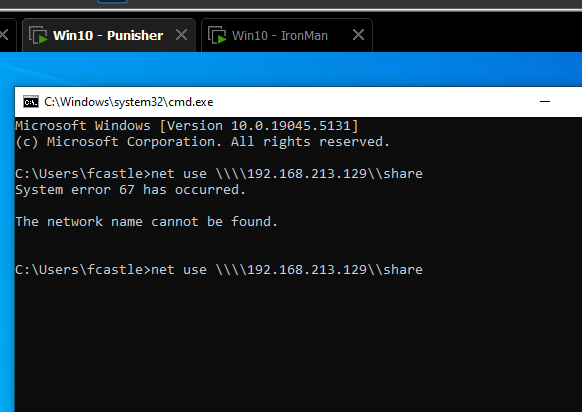 Win10 - Punisher
Win10 - IronMan
C:\Windows\system32\cmd.exe
Microsoft Windows [Version 10.0.19045.5131]
(c) Microsoft Corporation. All rights reserved.
C:\Users\fcastle>net use \\\\192.168.213.129\\share
System error 67 has occurred.
The network name cannot be found.
C:\Users\fcastle>net use \\\\192.168.213.129\\share